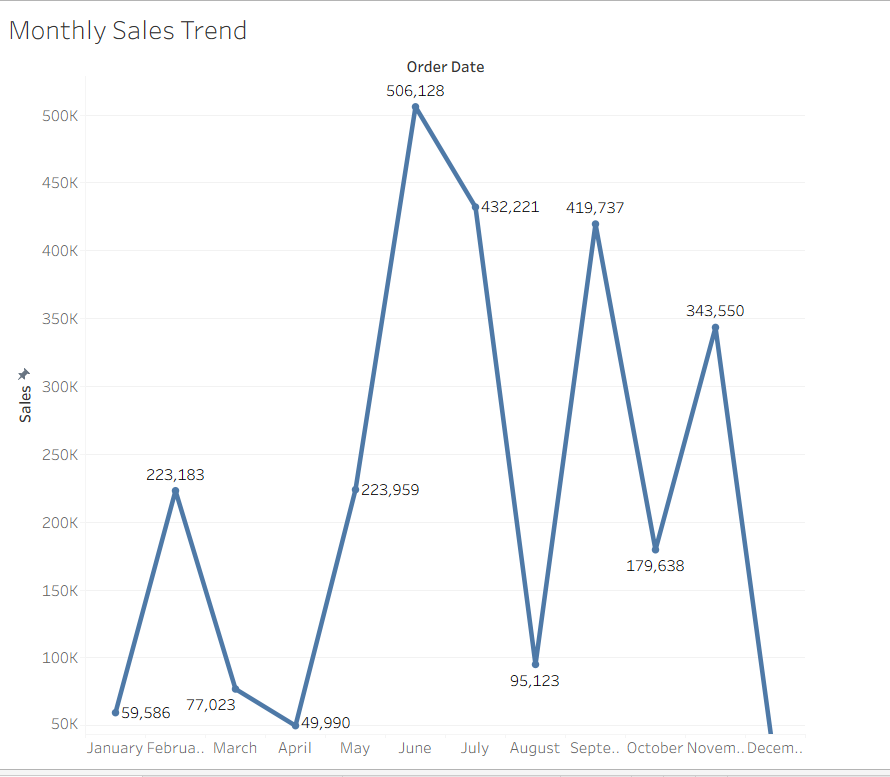 Monthly Sales Trend
Order Date
506,128
500K
450K
432,221
419,737
400K
350K
343,550
Sales
300K
250K
223,183
223,959
200K
179,638
150K
100K
95,123
77,023
59,586
49,990
50K
January Februa.. March April May June July August Septe.. October Novem.. Decem..